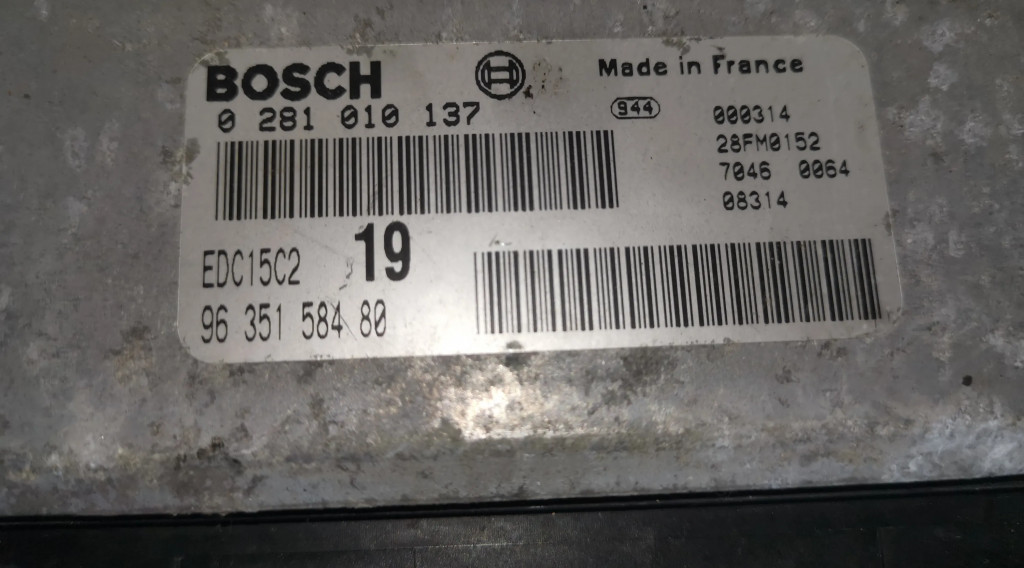 BOSCH
Made in France
0 281 010 137
944
000314
28FM0152
7046 0064
08314
EDC15C2
19
96 351 584 80